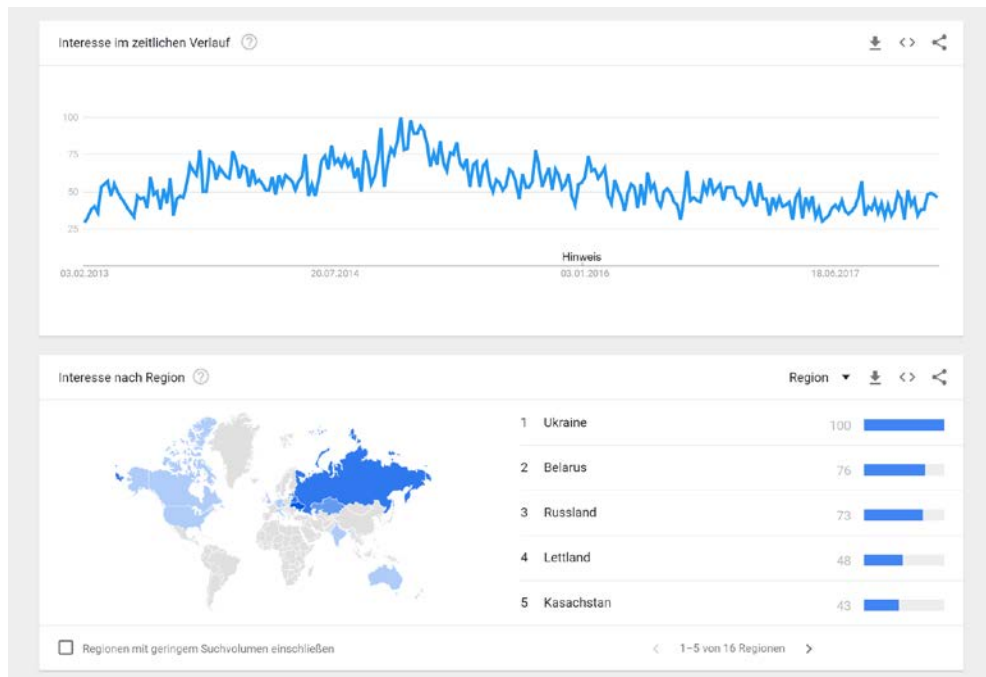 Interesse im zeitlichen Verlauf
100
75
50
25
Hinweis
03.02.2013 20.07.2014 03.01.2016 18.06.2017
Interesse nach Region Region
1 Ukraine 100
2 Belarus 76
3 Russland 73
4 Lettland 48
5 Kasachstan 43
Regionen mit geringem Suchvolumen einschließen 1–5 von 16 Regionen